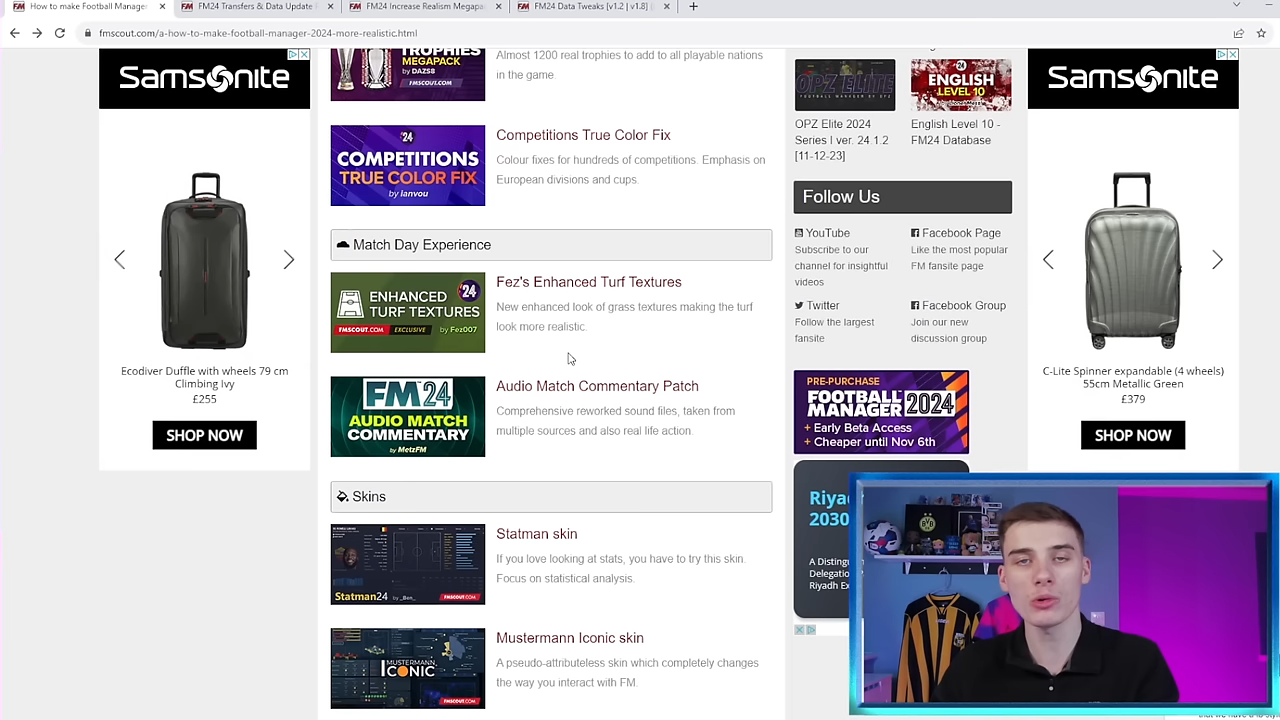 How to make Football Manager
FM24 Transfers & Data Update
FM24 Increase Realism Megapa
FM24 Data Tweaks [v1.2 | v1.8]
fmscout.com/a-how-to-make-football-manager-2024-more-realistic.html
Samsonite
Ecodiver Duffle with wheels 79 cm
Climbing Ivy
£255
SHOP NOW
TROPHIES
MEGAPACK
by DAZS8
FMSCOUT.COM
Almost 1200 real trophies to add to all playable nations
in the game.
'24
COMPETITIONS
TRUE COLOR FIX
by ianvou
Competitions True Color Fix
Colour fixes for hundreds of competitions. Emphasis on
European divisions and cups.
Match Day Experience
'24
ENHANCED
TURF TEXTURES
FMSCOUT.COM EXCLUSIVE by Fez007
Fez's Enhanced Turf Textures
New enhanced look of grass textures making the turf
look more realistic.
FM24
AUDIO MATCH
COMMENTARY
by MetzFM
Audio Match Commentary Patch
Comprehensive reworked sound files, taken from
multiple sources and also real life action.
Skins
Statman24 by _Ben_
FMSCOUT.COM
Statman skin
If you love looking at stats, you have to try this skin.
Focus on statistical analysis.
MUSTERMANN
ICONIC
FMSCOUT.COM
Mustermann Iconic skin
A pseudo-attributeless skin which completely changes
the way you interact with FM.
OPZ ELITE
OPZ Elite 2024
Series I ver. 24.1.2
[11-12-23]
'24
ENGLISH
LEVEL 10
English Level 10 -
FM24 Database
Follow Us
YouTube
Subscribe to our
channel for insightful
videos
Facebook Page
Like the most popular
FM fansite page
Twitter
Follow the largest
fansite
Facebook Group
Join our new
discussion group
PRE-PURCHASE
FOOTBALL
MANAGER 2024
+ Early Beta Access
+ Cheaper until Nov 6th
Samsonite
C-Lite Spinner expandable (4 wheels)
55cm Metallic Green
£379
SHOP NOW